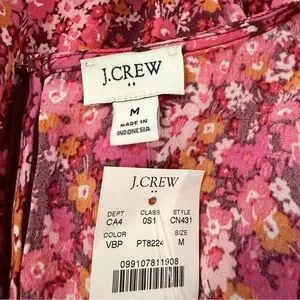 J.CREW
M
MADE IN
INDONESIA
J.CREW
DEPT CLASS STYLE
CA4 0S1 CN431
COLOR SIZE
VBP PT8224 M
099107811908